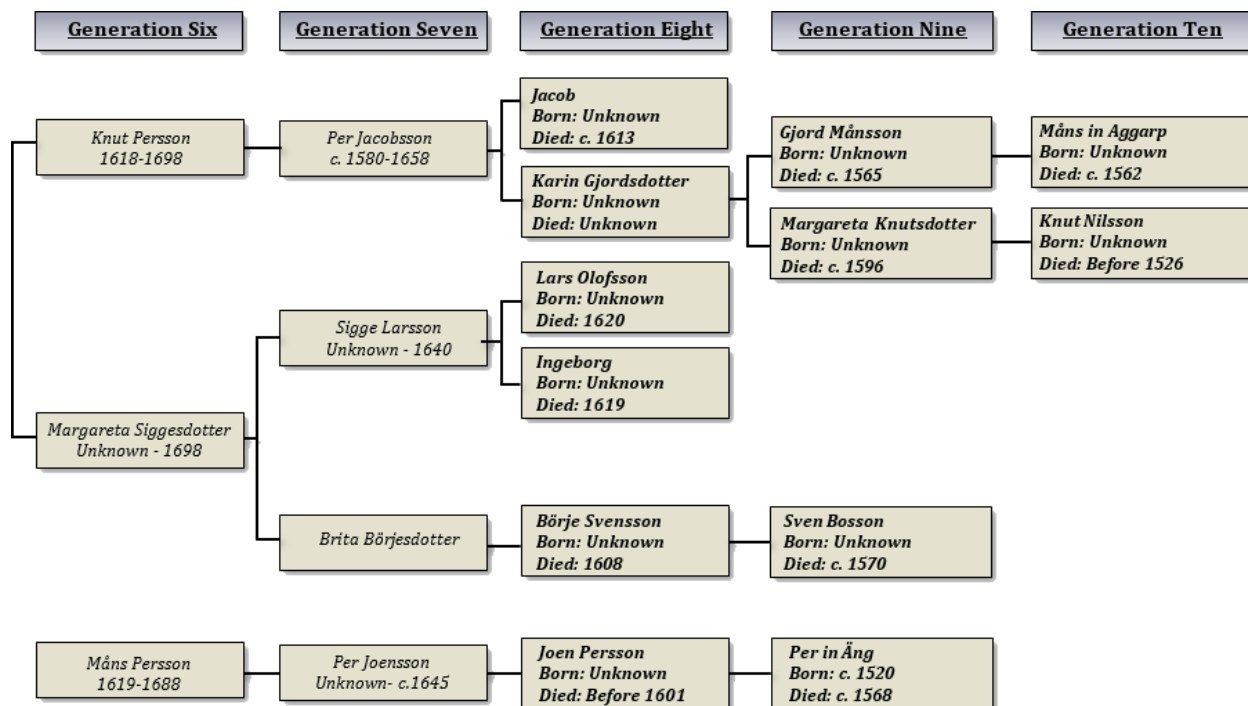 Generation Six
Generation Seven
Generation Eight
Generation Nine
Generation Ten
Knut Persson
1618-1698
Per Jacobsson
c. 1580-1658
Jacob
Born: Unknown
Died: c. 1613
Karin Gjordsdotter
Born: Unknown
Died: Unknown
Gjord Månsson
Born: Unknown
Died: c. 1565
Måns in Aggarp
Born: Unknown
Died: c. 1562
Margareta Knutsdotter
Born: Unknown
Died: c. 1596
Knut Nilsson
Born: Unknown
Died: Before 1526
Margareta Siggesdotter
Unknown - 1698
Sigge Larsson
Unknown - 1640
Lars Olofsson
Born: Unknown
Died: 1620
Ingeborg
Born: Unknown
Died: 1619
Brita Börjesdotter
Börje Svensson
Born: Unknown
Died: 1608
Sven Bosson
Born: Unknown
Died: c. 1570
Måns Persson
1619-1688
Per Joensson
Unknown- c.1645
Joen Persson
Born: Unknown
Died: Before 1601
Per in Äng
Born: c. 1520
Died: c. 1568